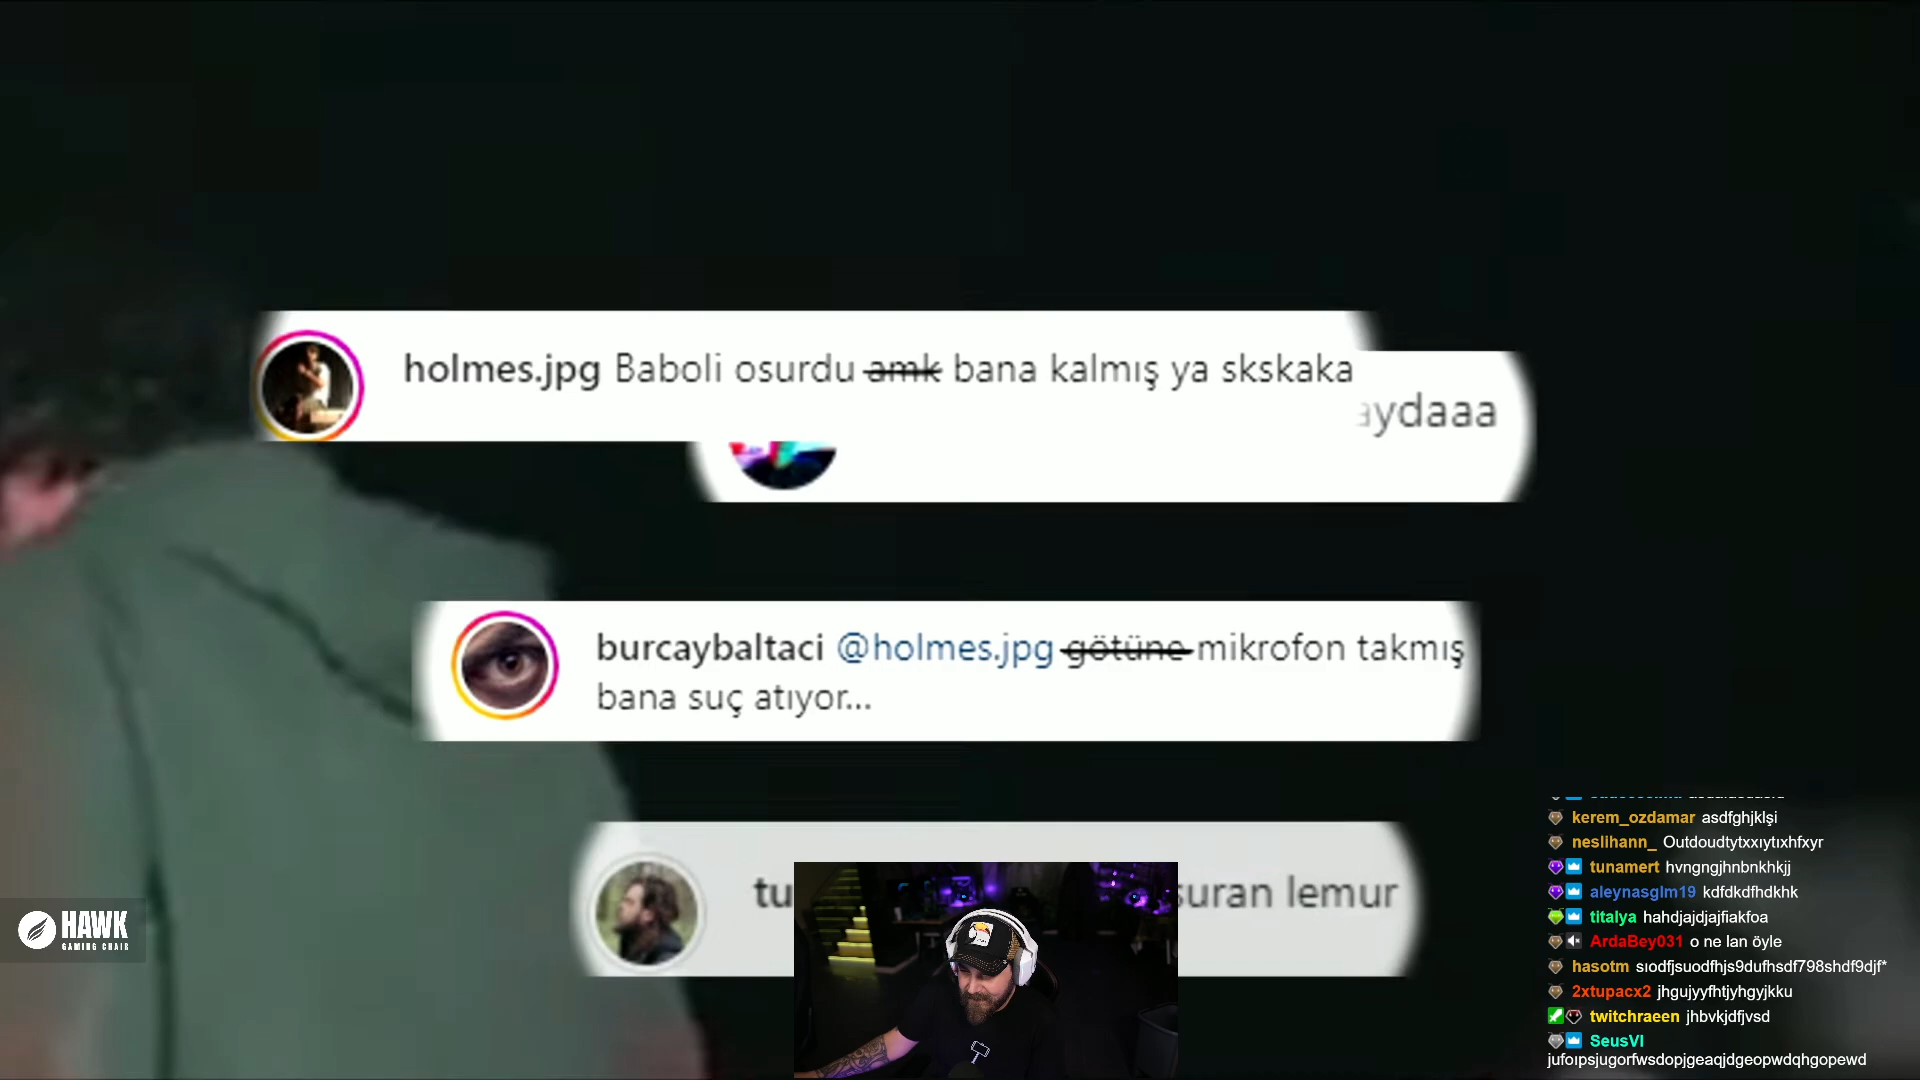 holmes.jpg Baboli osurdu amk bana kalmış ya skskaka
aydaaa
burcaybaltaci @holmes.jpg götüne mikrofon takmış
bana suç atıyor...
tu
suran lemur
HAWK
GAMING CHAIR
kerem_ozdamar asdfghjklşi
neslihann_ Outdoudtytxxıytıxhfxyr
tunamert hvngngjhnbnkhkjj
aleynasglm19 kdfdkdfhdkhk
titalya hahdjajdjajfiakfoa
ArdaBey031 o ne lan öyle
hasotm sıodfjsuodfhjs9dufhsdf798shdf9djf*
2xtupacx2 jhgujyyfhtjyhgyjkku
twitchraeen jhbvkjdfjvsd
SeusVI
jufoıpsjugorfwsdopjgeaqjdgeopwdqhgopewd